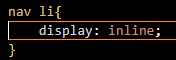 nav li{
    display: inline;
}